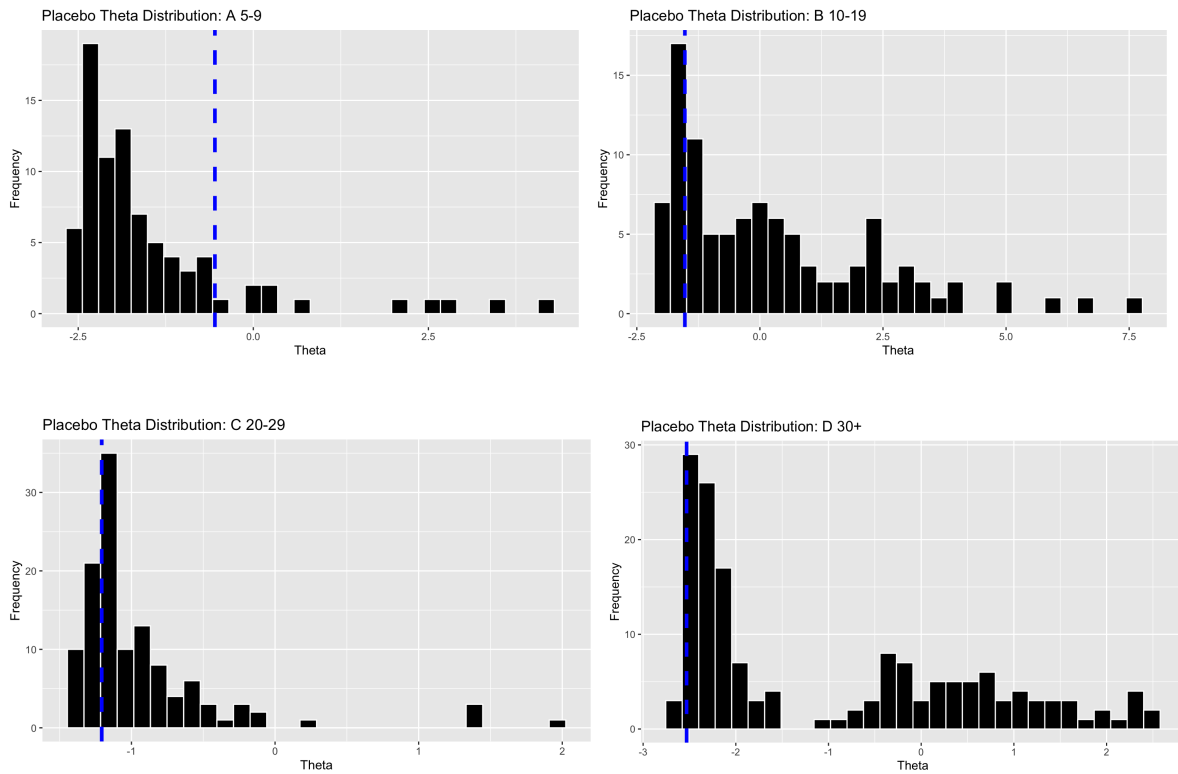 Placebo Theta Distribution: A 5-9
Frequency
15
10
5
0
-2.5 0.0 2.5
Theta
Placebo Theta Distribution: B 10-19
Frequency
15
10
5
0
-2.5 0.0 2.5 5.0 7.5
Theta
Placebo Theta Distribution: C 20-29
Frequency
30
20
10
0
-1 0 1 2
Theta
Placebo Theta Distribution: D 30+
Frequency
30
20
10
0
-3 -2 -1 0 1 2
Theta